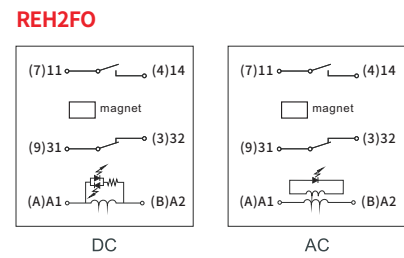 REH2FO
(7)11 (4)14 (7)11 (4)14
magnet magnet
(9)31 (3)32 (9)31 (3)32
(A)A1 (B)A2 (A)A1 (B)A2
DC AC